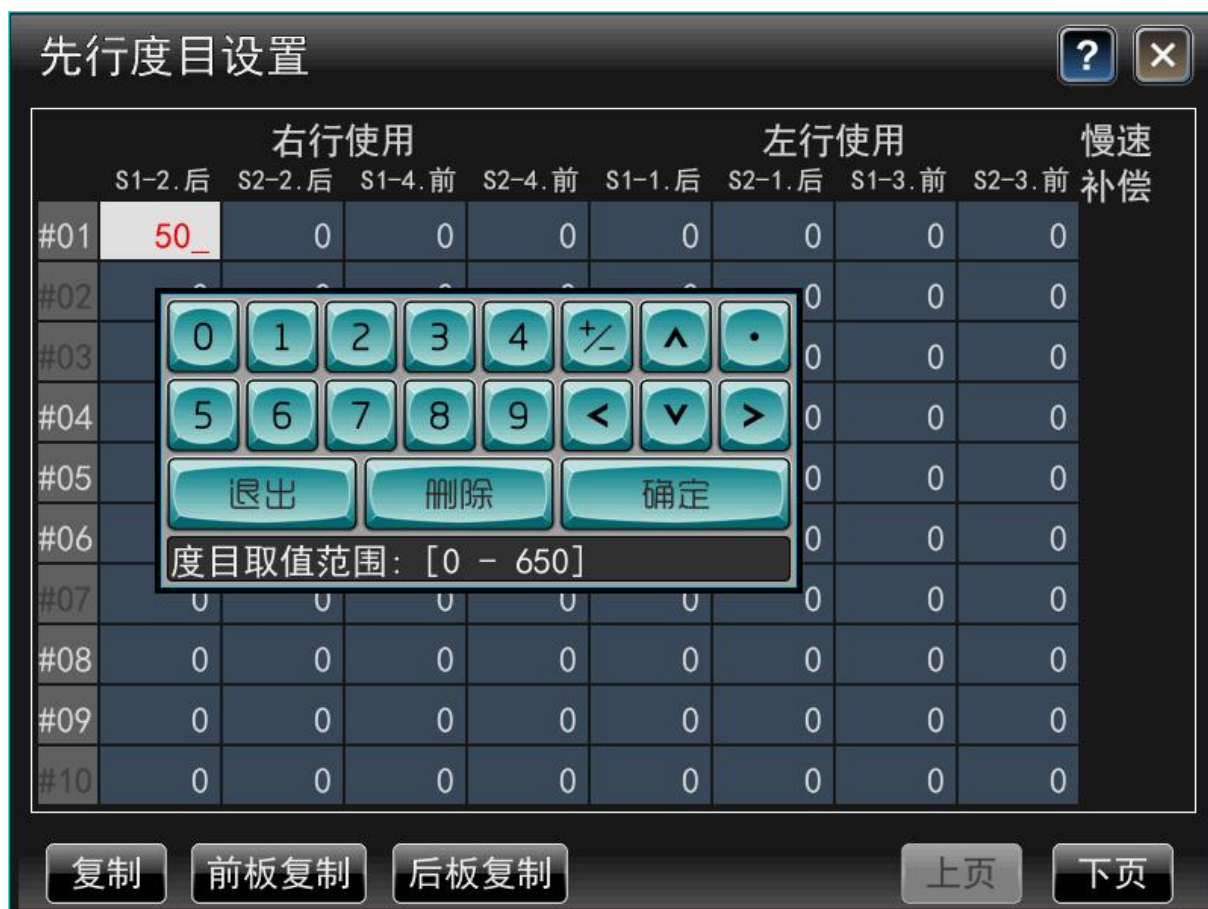 先行度目设置 ? ×
右行使用 左行使用 慢速补偿
S1-2.后 S2-2.后 S1-4.前 S2-4.前 S1-1.后 S2-1.后 S1-3.前 S2-3.前
#01 50_ 0 0 0 0 0 0 0
#02 0 0 0
#03 0 0 0
#04 0 0 0
#05 0 0 0
#06 0 0 0
#07 0 0 0 0 0 0 0 0
#08 0 0 0 0 0 0 0 0
#09 0 0 0 0 0 0 0 0
#10 0 0 0 0 0 0 0 0
0 1 2 3 4 +/- ∧ ·
5 6 7 8 9 < ∨ >
退出 删除 确定
度目取值范围: [0 - 650]
复制 前板复制 后板复制 上页 下页